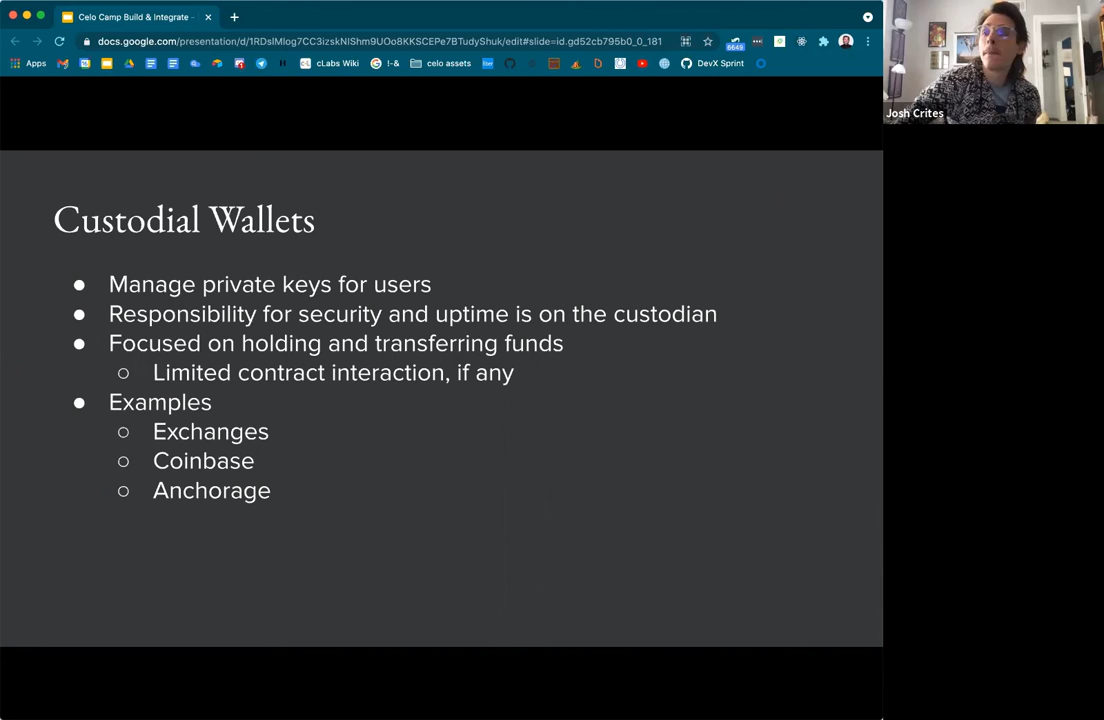 Celo Camp Build & Integrate -
docs.google.com/presentation/d/1RDslMlog7CC3izskNIShm9UOo8KKSCEPe7BTudyShuk/edit#slide=id.gd52cb795b0_0_181
6649
Apps
cLabs Wiki
!-&
celo assets
DevX Sprint
Josh Crites
Custodial Wallets
● Manage private keys for users
● Responsibility for security and uptime is on the custodian
● Focused on holding and transferring funds
○ Limited contract interaction, if any
● Examples
○ Exchanges
○ Coinbase
○ Anchorage